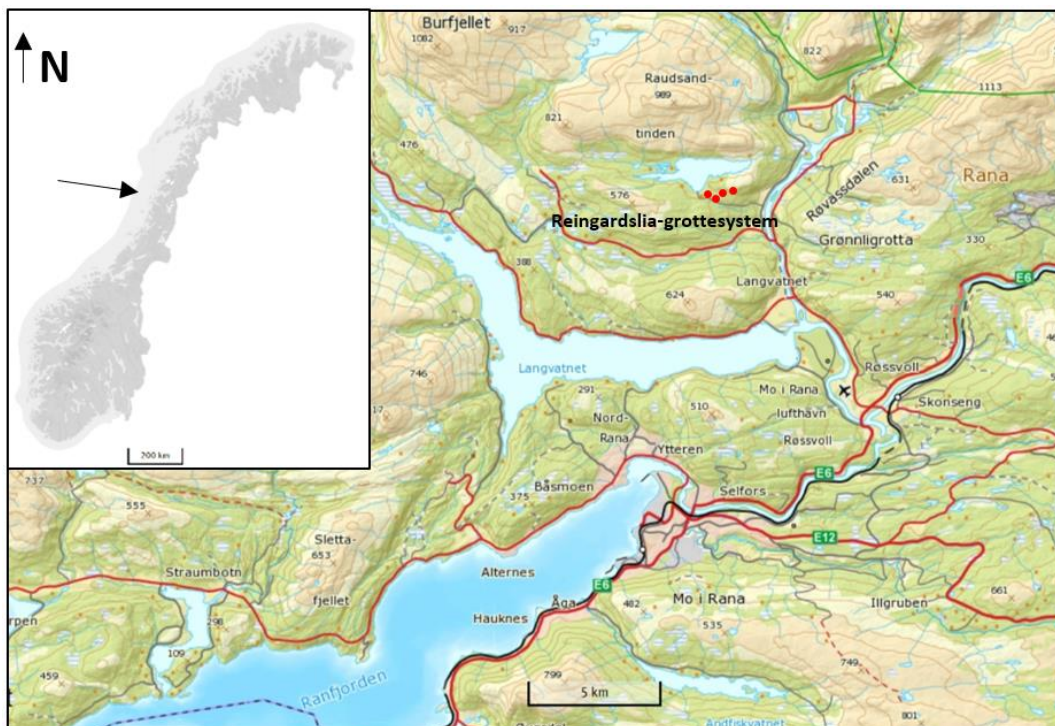 N
200 km
Burfjellet
917
1082
822
Raudsand-
989
1113
821
tinden
476
Røvassdalen
576
631
Rana
Reingardslia-grottesystem
Grønnligrotta
330
388
E6
Langvatnet
624
540
Røssvoll
746
Langvatnet
291
Mo i Rana
Skonseng
17
Nord-
510
lufthavn
Rana
Ytteren
Røssvoll
E6
737
Båsmoen
375
Selfors
555
Sletta-
E12
653
Straumbotn
Alternes
fjellet
E6
Åga
482
Mo i Rana
Illgruben
661
rpen
298
Hauknes
535
109
749
459
Ranfjorden
799
5 km
801
Andfiskvatnet